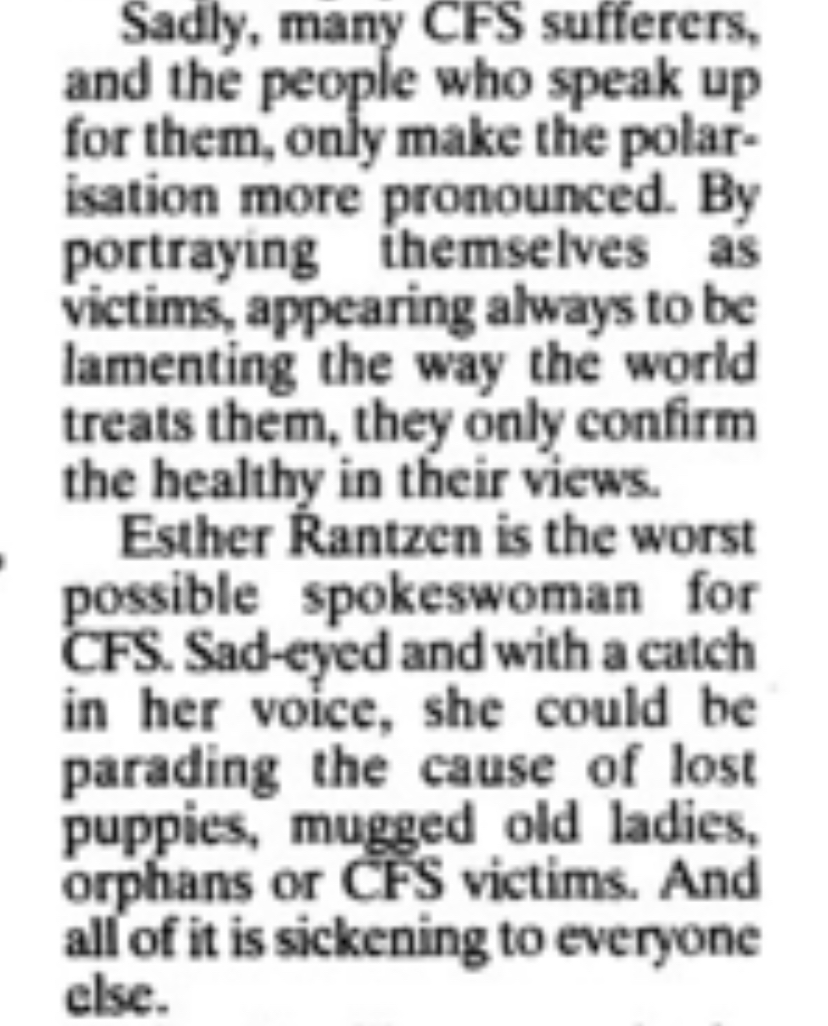 Sadly, many CFS sufferers,
and the people who speak up
for them, only make the polar-
isation more pronounced. By
portraying themselves as
victims, appearing always to be
lamenting the way the world
treats them, they only confirm
the healthy in their views.
Esther Rantzen is the worst
possible spokeswoman for
CFS. Sad-eyed and with a catch
in her voice, she could be
parading the cause of lost
puppies, mugged old ladies,
orphans or CFS victims. And
all of it is sickening to everyone
else.